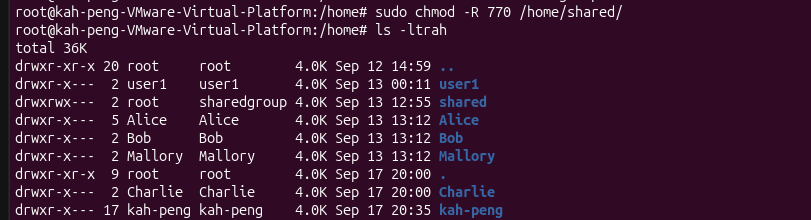 root@kah-peng-VMware-Virtual-Platform:/home# sudo chmod -R 770 /home/shared/
root@kah-peng-VMware-Virtual-Platform:/home# ls -ltrah
total 36K
drwxr-xr-x 20 root     root        4.0K Sep 12 14:59 ..
drwxr-x---  2 user1    user1       4.0K Sep 13 00:11 user1
drwxrwx---  2 root     sharedgroup 4.0K Sep 13 12:55 shared
drwxr-x---  5 Alice    Alice       4.0K Sep 13 13:12 Alice
drwxr-x---  2 Bob      Bob         4.0K Sep 13 13:12 Bob
drwxr-x---  2 Mallory  Mallory     4.0K Sep 13 13:12 Mallory
drwxr-xr-x  9 root     root        4.0K Sep 17 20:00 .
drwxr-x---  2 Charlie  Charlie     4.0K Sep 17 20:00 Charlie
drwxr-x--- 17 kah-peng kah-peng    4.0K Sep 17 20:35 kah-peng